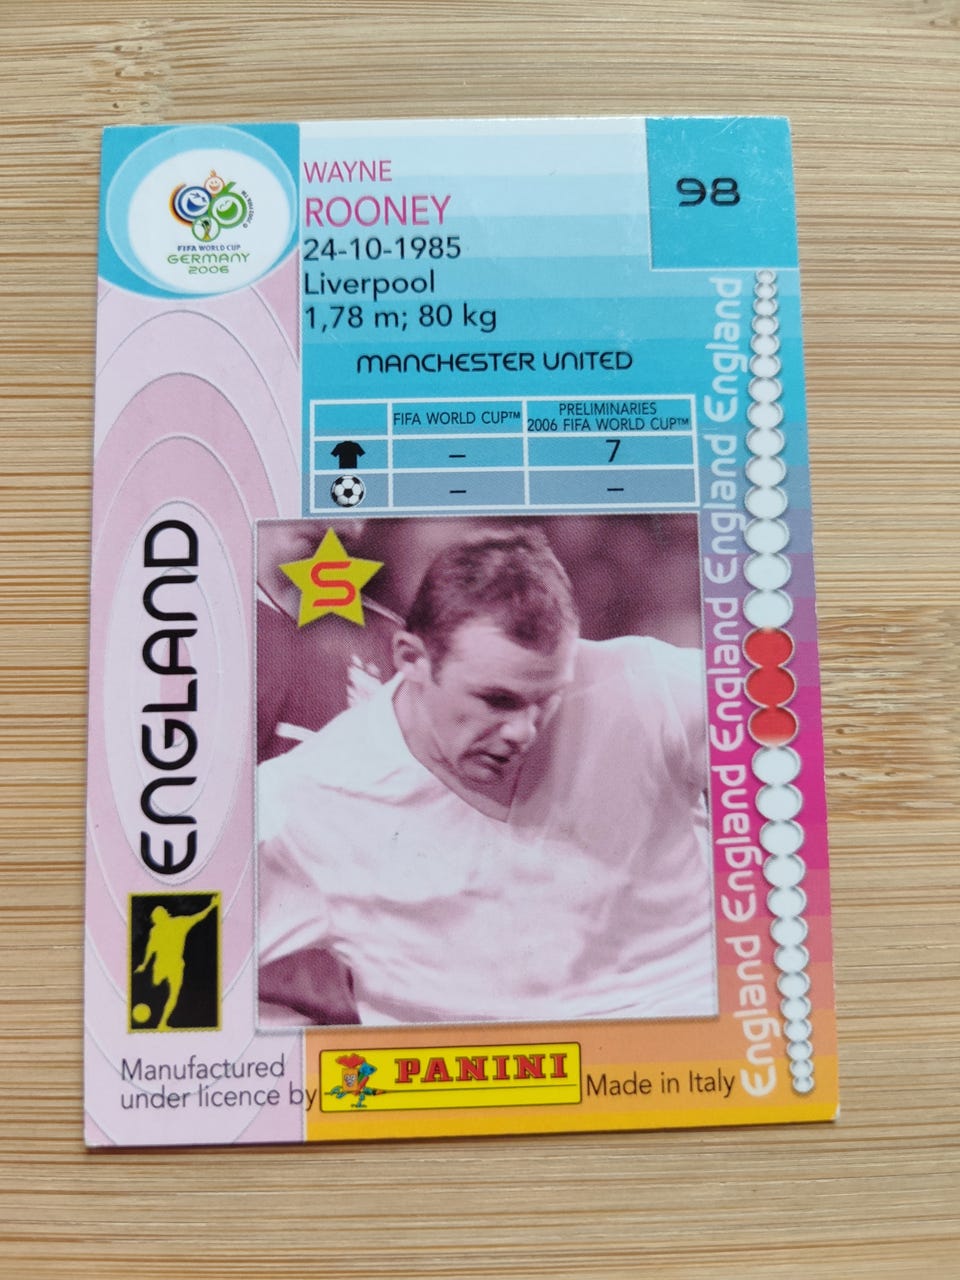 FIFA WORLD CUP
GERMANY
2006
WAYNE
ROONEY
24-10-1985
Liverpool
1,78 m; 80 kg
MANCHESTER UNITED
98
FIFA WORLD CUP™
PRELIMINARIES
2006 FIFA WORLD CUP™
– 7
– –
S
ENGLAND
England England England England England England
Manufactured
under licence by
PANINI
Made in Italy